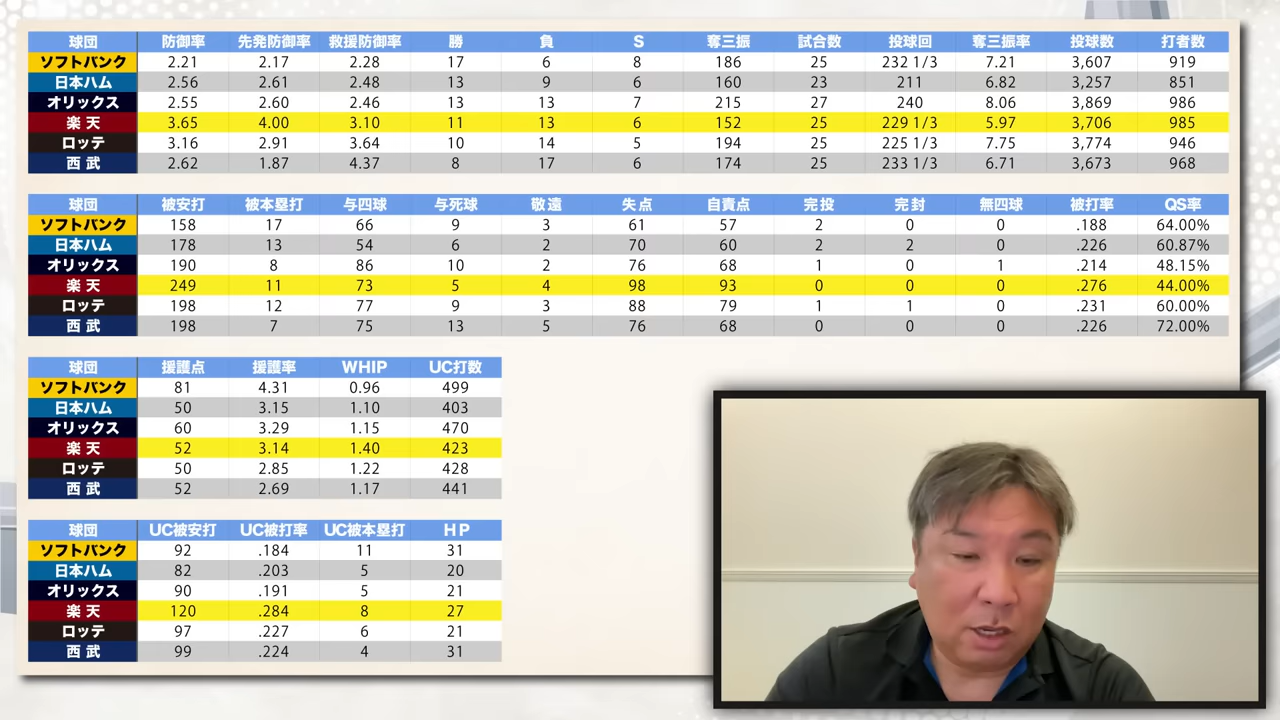 球団 防御率 先発防御率 救援防御率 勝 負 S 奪三振 試合数 投球回 奪三振率 投球数 打者数
ソフトバンク 2.21 2.17 2.28 17 6 8 186 25 232 1/3 7.21 3,607 919
日本ハム 2.56 2.61 2.48 13 9 6 160 23 211 6.82 3,257 851
オリックス 2.55 2.60 2.46 13 13 7 215 27 240 8.06 3,869 986
楽天 3.65 4.00 3.10 11 13 6 152 25 229 1/3 5.97 3,706 985
ロッテ 3.16 2.91 3.64 10 14 5 194 25 225 1/3 7.75 3,774 946
西武 2.62 1.87 4.37 8 17 6 174 25 233 1/3 6.71 3,673 968
球団 被安打 被本塁打 与四球 与死球 敬遠 失点 自責点 完投 完封 無四球 被打率 QS率
ソフトバンク 158 17 66 9 3 61 57 2 0 0 .188 64.00%
日本ハム 178 13 54 6 2 70 60 2 2 0 .226 60.87%
オリックス 190 8 86 10 2 76 68 1 0 1 .214 48.15%
楽天 249 11 73 5 4 98 93 0 0 0 .276 44.00%
ロッテ 198 12 77 9 3 88 79 1 1 0 .231 60.00%
西武 198 7 75 13 5 76 68 0 0 0 .226 72.00%
球団 援護点 援護率 WHIP UC打数
ソフトバンク 81 4.31 0.96 499
日本ハム 50 3.15 1.10 403
オリックス 60 3.29 1.15 470
楽天 52 3.14 1.40 423
ロッテ 50 2.85 1.22 428
西武 52 2.69 1.17 441
球団 UC被安打 UC被打率 UC被本塁打 HP
ソフトバンク 92 .184 11 31
日本ハム 82 .203 5 20
オリックス 90 .191 5 21
楽天 120 .284 8 27
ロッテ 97 .227 6 21
西武 99 .224 4 31